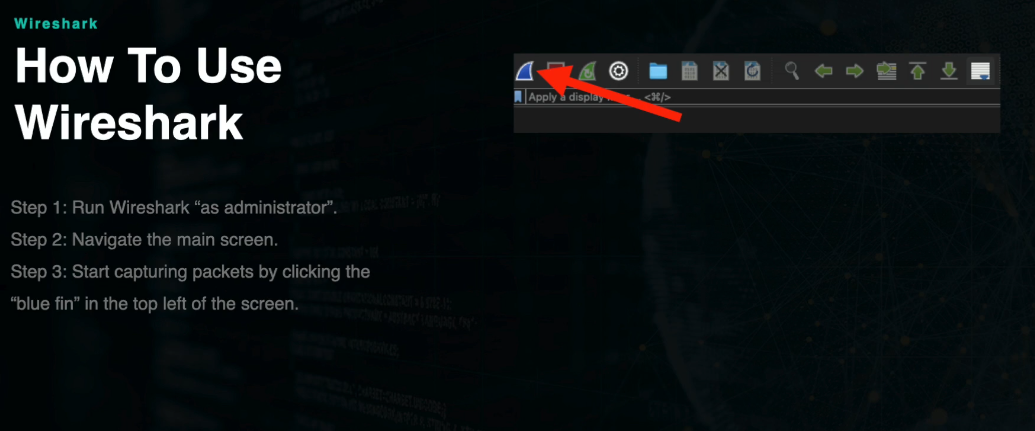 Wireshark
How To Use
Wireshark
Step 1: Run Wireshark “as administrator”.
Step 2: Navigate the main screen.
Step 3: Start capturing packets by clicking the
“blue fin” in the top left of the screen.
Apply a display <⌘/>